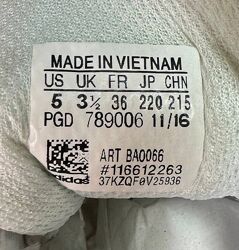 MADE IN VIETNAM
US UK FR JP CHN
5 3½ 36 220 215
PGD 789006 11/16
ART BA0066
#116612263
37KZQF0V25936
adidas